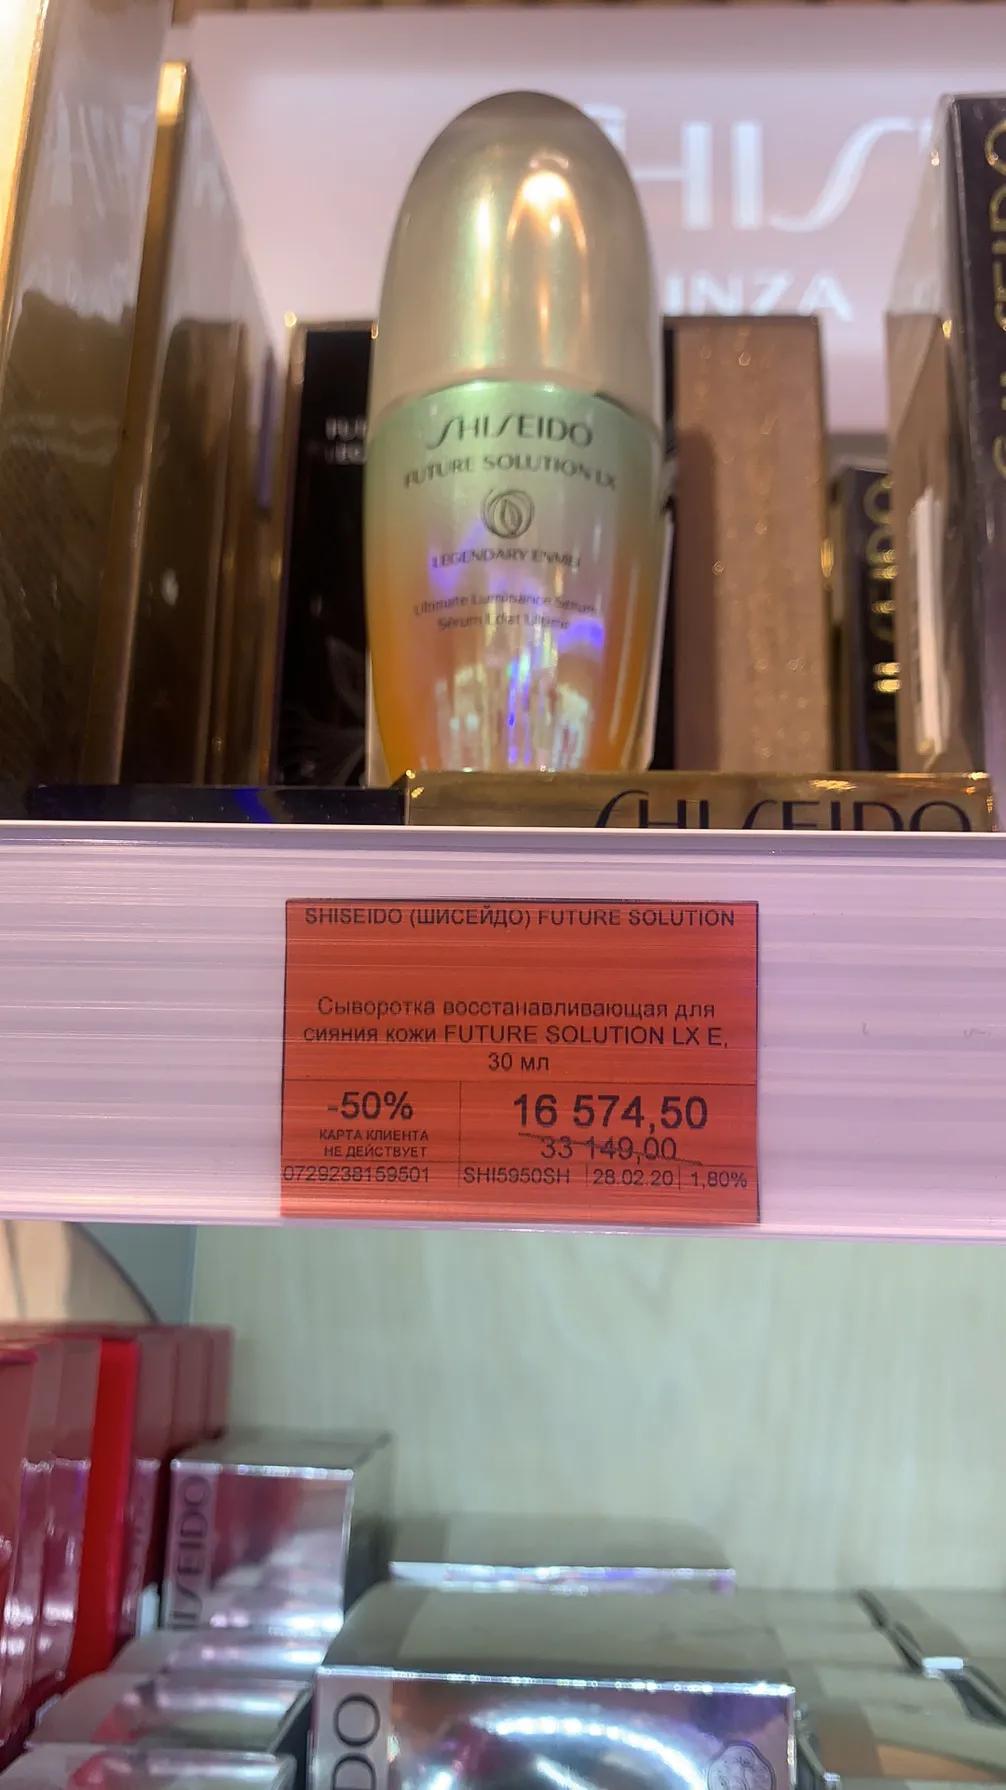 SHISEIDO
FUTURE SOLUTION LX
LEGENDARY ENMEI
Ultimate Luminance Serum
Sérum Éclat Ultime
SHISEIDO
SHISEIDO (ШИСЕЙДО) FUTURE SOLUTION
Сыворотка восстанавливающая для
сияния кожи FUTURE SOLUTION LX E,
30 мл
-50%
КАРТА КЛИЕНТА
НЕ ДЕЙСТВУЕТ
16 574,50
33 149,00
0729238159501 SHI5950SH 28.02.20 1,80%